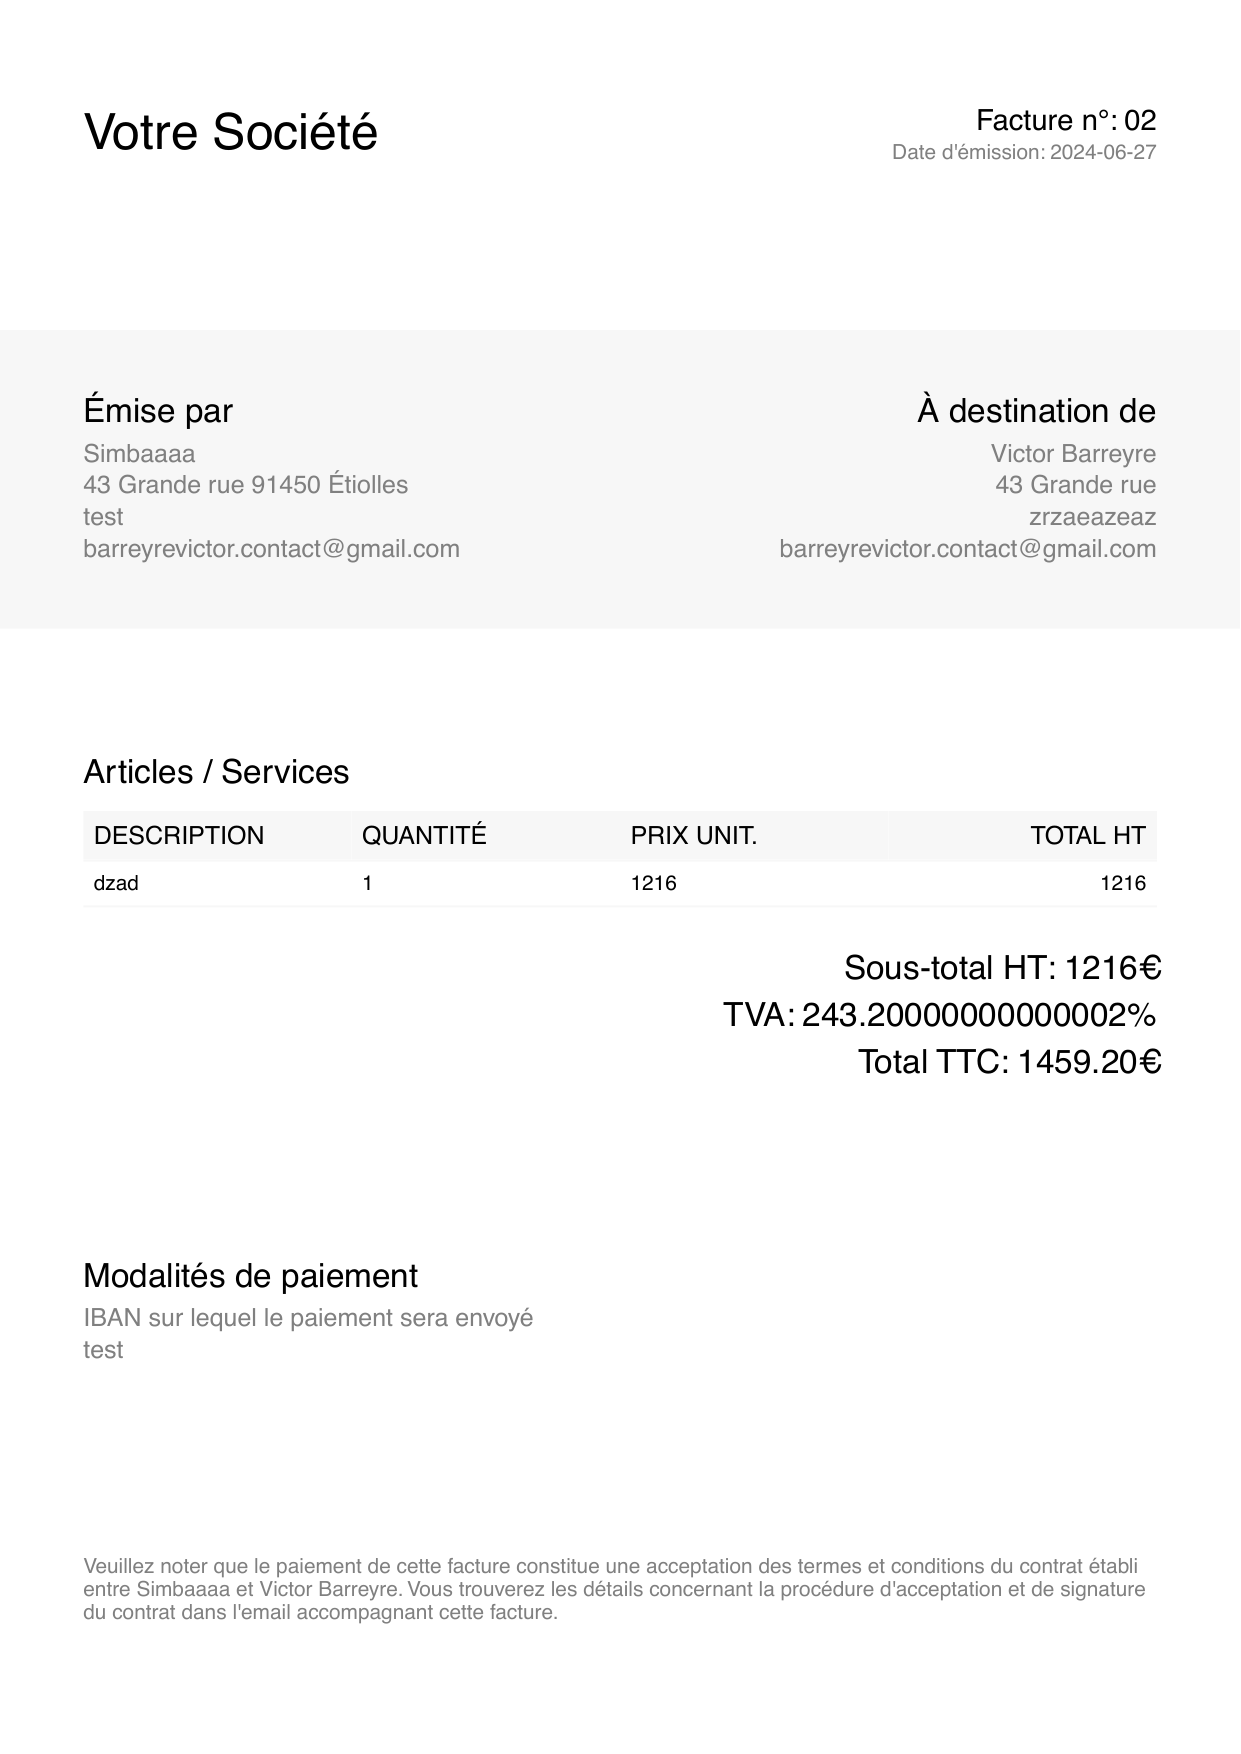 Votre Société
Facture n°: 02
Date d'émission: 2024-06-27
Émise par
Simbaaaa
43 Grande rue 91450 Étiolles
test
barreyrevictor.contact@gmail.com
À destination de
Victor Barreyre
43 Grande rue
zrzaeazeaz
barreyrevictor.contact@gmail.com
Articles / Services
DESCRIPTION QUANTITÉ PRIX UNIT. TOTAL HT
dzad 1 1216 1216
Sous-total HT: 1216€
TVA: 243.20000000000002%
Total TTC: 1459.20€
Modalités de paiement
IBAN sur lequel le paiement sera envoyé
test
Veuillez noter que le paiement de cette facture constitue une acceptation des termes et conditions du contrat établi
entre Simbaaaa et Victor Barreyre. Vous trouverez les détails concernant la procédure d'acceptation et de signature
du contrat dans l'email accompagnant cette facture.